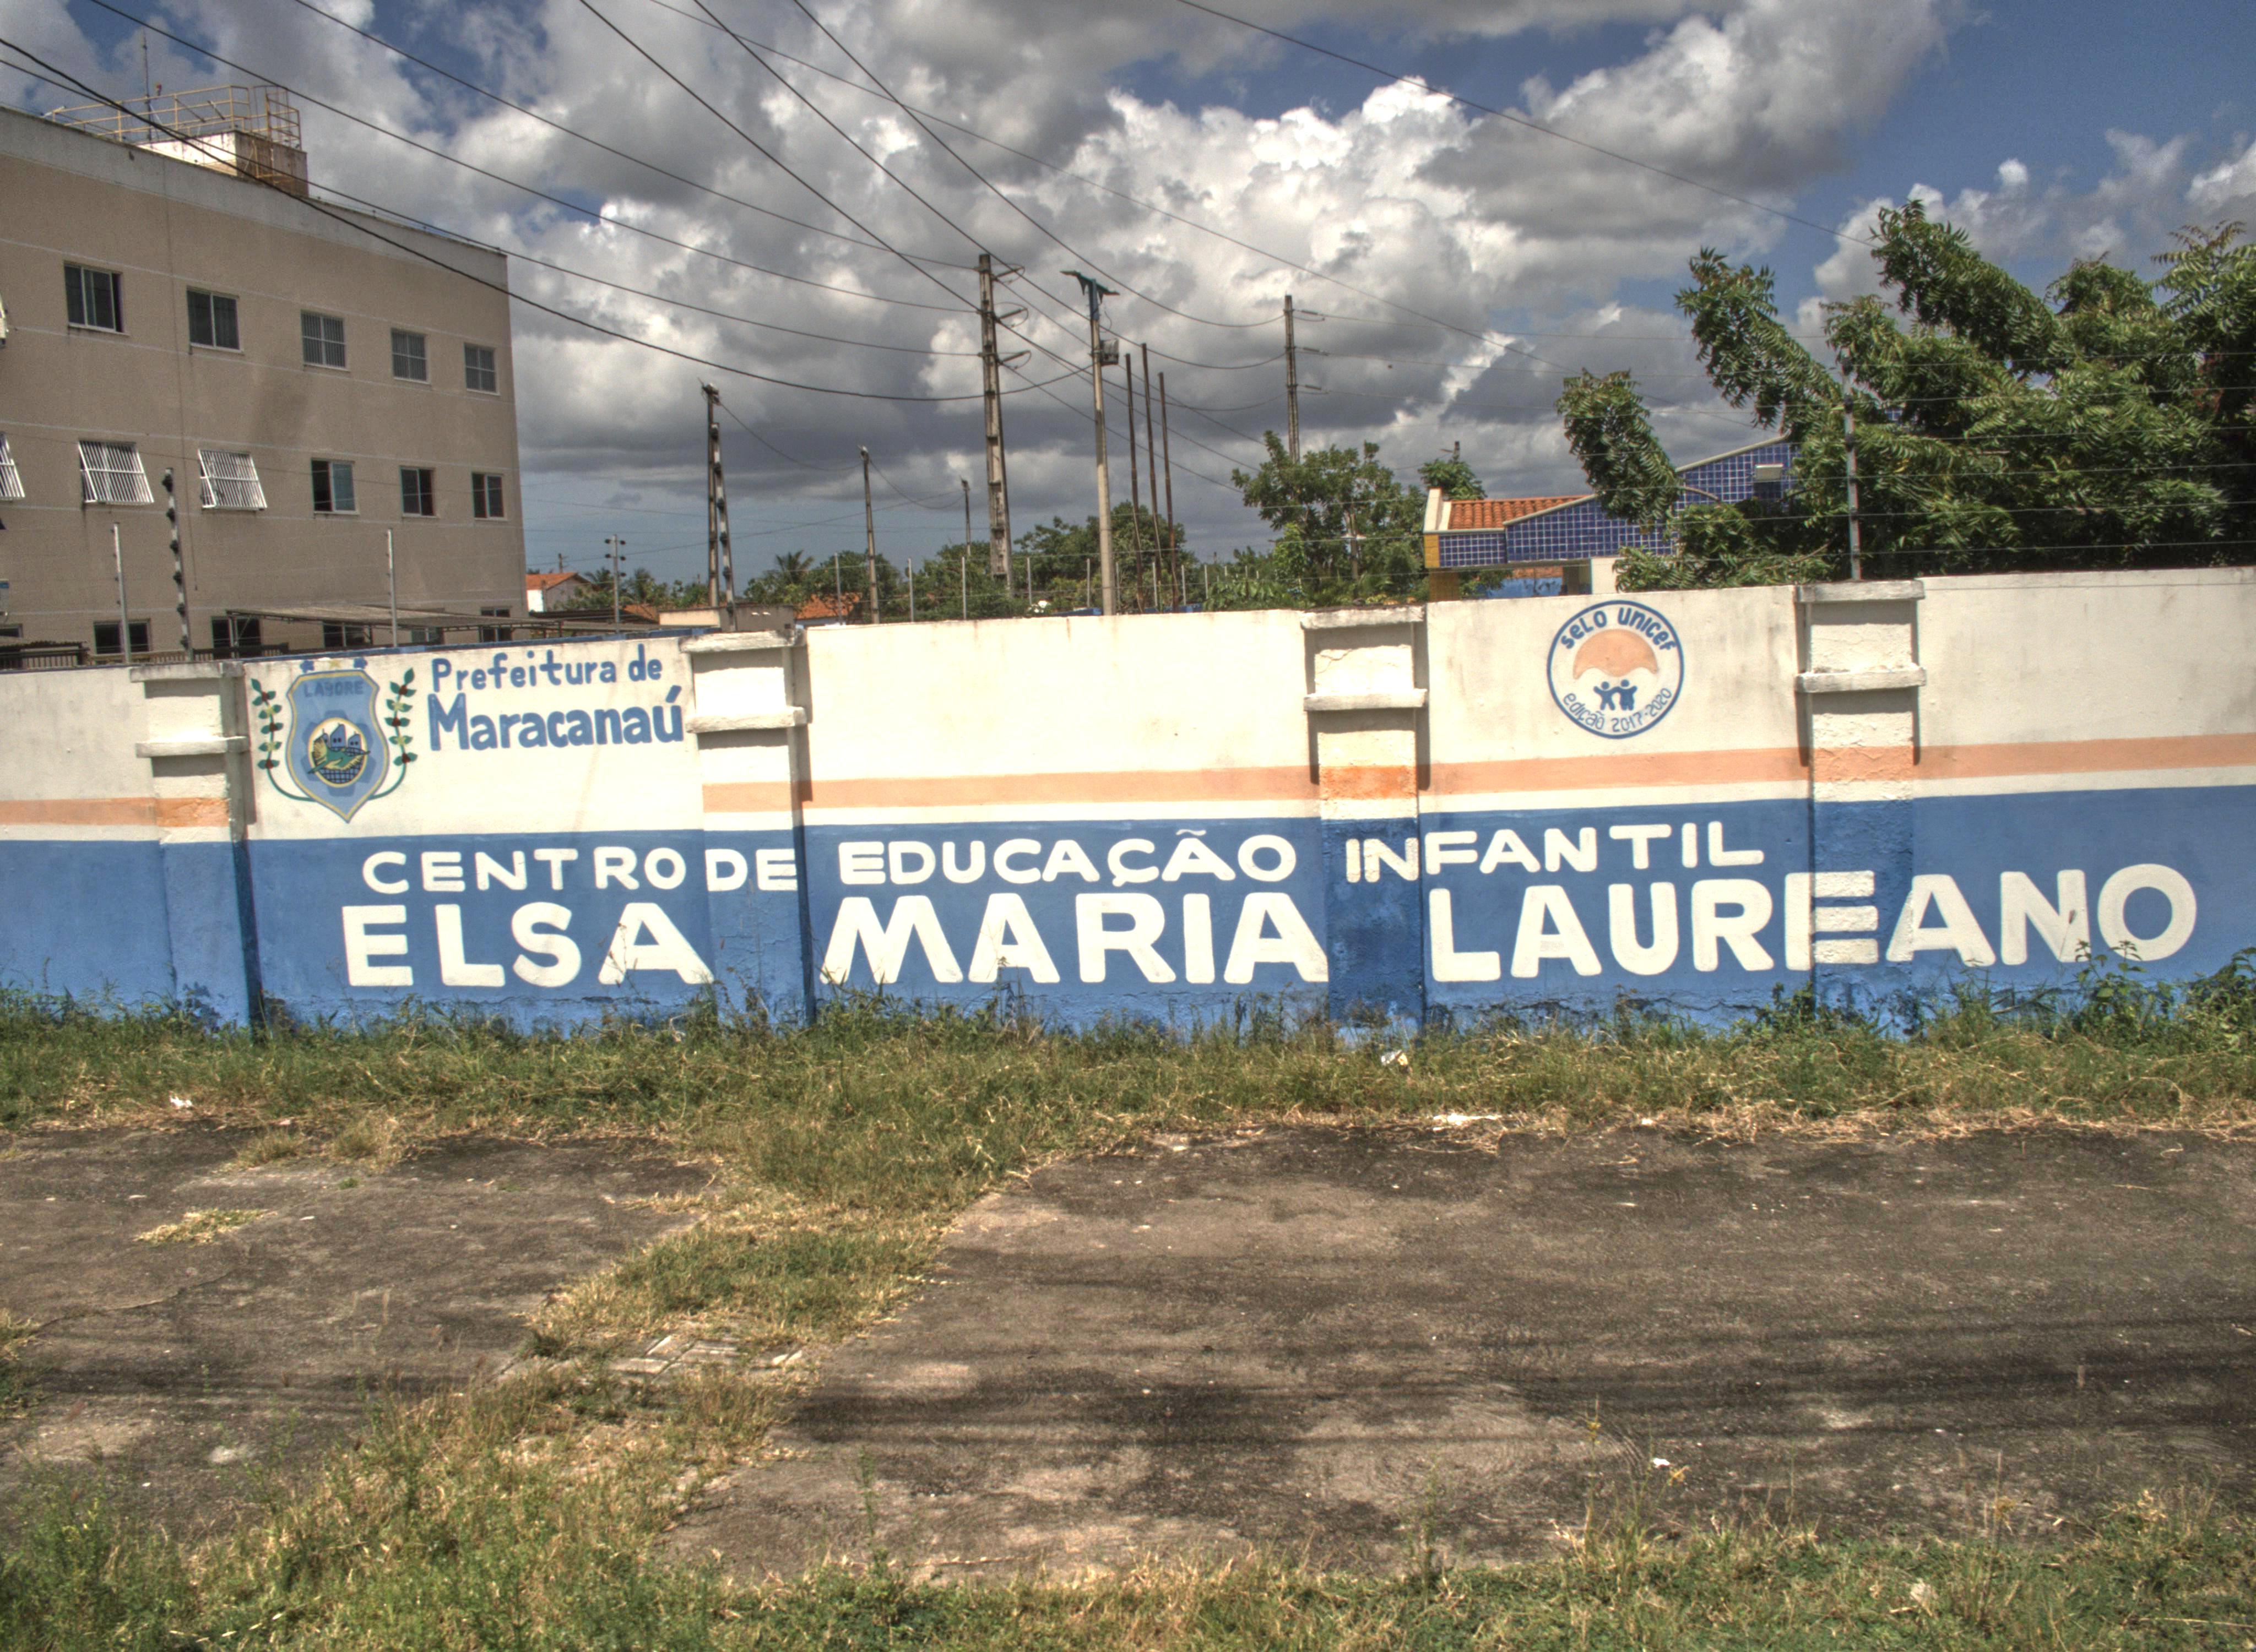 LABORE
Prefeitura de
Maracanaú
SELO UNICEF
EDIÇÃO 2017-2020
CENTRO DE EDUCAÇÃO INFANTIL
ELSA MARIA LAUREANO